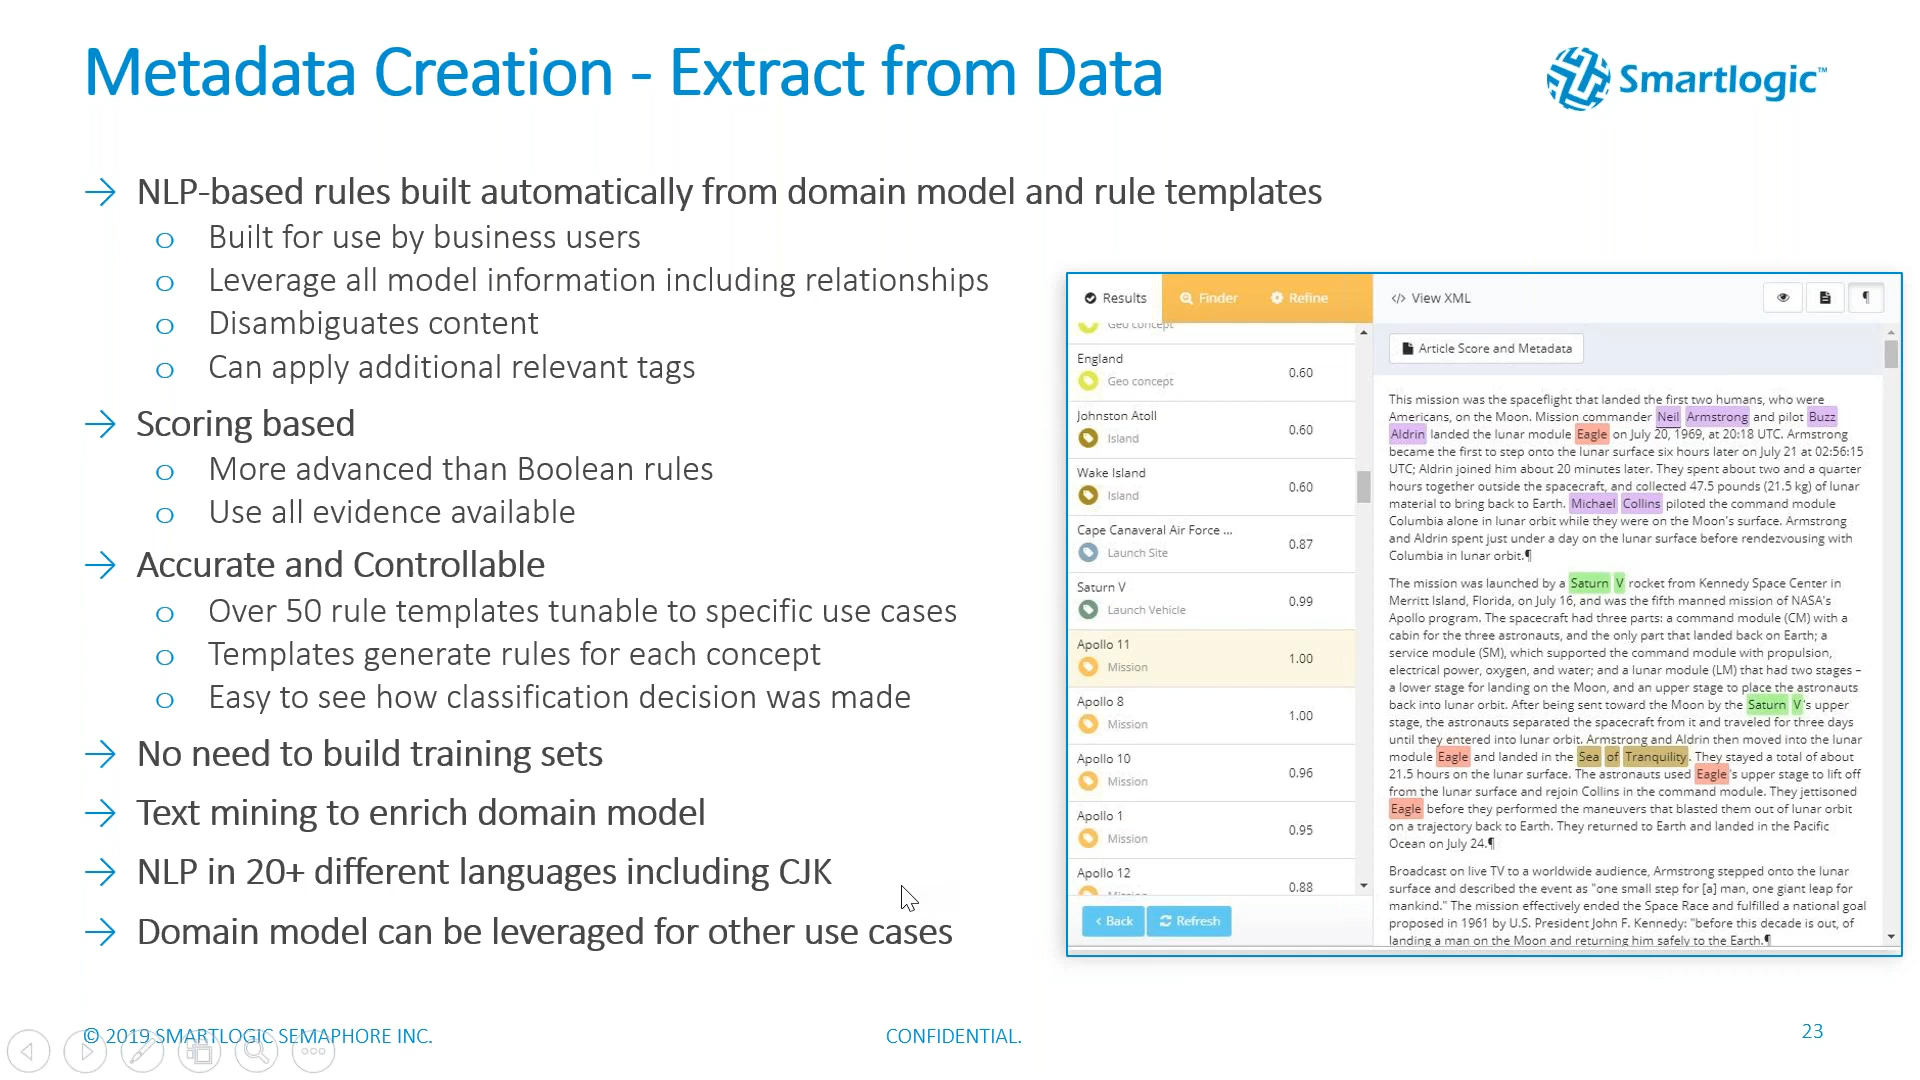 Metadata Creation - Extract from Data
Smartlogic™
→ NLP-based rules built automatically from domain model and rule templates
o Built for use by business users
o Leverage all model information including relationships
o Disambiguates content
o Can apply additional relevant tags
→ Scoring based
o More advanced than Boolean rules
o Use all evidence available
→ Accurate and Controllable
o Over 50 rule templates tunable to specific use cases
o Templates generate rules for each concept
o Easy to see how classification decision was made
→ No need to build training sets
→ Text mining to enrich domain model
→ NLP in 20+ different languages including CJK
→ Domain model can be leveraged for other use cases
Results Finder Refine
Geo concept
England
Geo concept
0.60
Johnston Atoll
Island
0.60
Wake Island
Island
0.60
Cape Canaveral Air Force ...
Launch Site
0.87
Saturn V
Launch Vehicle
0.99
Apollo 11
Mission
1.00
Apollo 8
Mission
1.00
Apollo 10
Mission
0.96
Apollo 1
Mission
0.95
Apollo 12
Mission
0.88
< Back Refresh
</> View XML ¶
Article Score and Metadata
This mission was the spaceflight that landed the first two humans, who were
Americans, on the Moon. Mission commander Neil Armstrong and pilot Buzz
Aldrin landed the lunar module Eagle on July 20, 1969, at 20:18 UTC. Armstrong
became the first to step onto the lunar surface six hours later on July 21 at 02:56:15
UTC; Aldrin joined him about 20 minutes later. They spent about two and a quarter
hours together outside the spacecraft, and collected 47.5 pounds (21.5 kg) of lunar
material to bring back to Earth. Michael Collins piloted the command module
Columbia alone in lunar orbit while they were on the Moon's surface. Armstrong
and Aldrin spent just under a day on the lunar surface before rendezvousing with
Columbia in lunar orbit.¶
The mission was launched by a Saturn V rocket from Kennedy Space Center in
Merritt Island, Florida, on July 16, and was the fifth manned mission of NASA's
Apollo program. The spacecraft had three parts: a command module (CM) with a
cabin for the three astronauts, and the only part that landed back on Earth; a
service module (SM), which supported the command module with propulsion,
electrical power, oxygen, and water; and a lunar module (LM) that had two stages –
a lower stage for landing on the Moon, and an upper stage to place the astronauts
back into lunar orbit. After being sent toward the Moon by the Saturn V's upper
stage, the astronauts separated the spacecraft from it and traveled for three days
until they entered into lunar orbit. Armstrong and Aldrin then moved into the lunar
module Eagle and landed in the Sea of Tranquility. They stayed a total of about
21.5 hours on the lunar surface. The astronauts used Eagle's upper stage to lift off
from the lunar surface and rejoin Collins in the command module. They jettisoned
Eagle before they performed the maneuvers that blasted them out of lunar orbit
on a trajectory back to Earth. They returned to Earth and landed in the Pacific
Ocean on July 24.¶
Broadcast on live TV to a worldwide audience, Armstrong stepped onto the lunar
surface and described the event as "one small step for [a] man, one giant leap for
mankind." The mission effectively ended the Space Race and fulfilled a national goal
proposed in 1961 by U.S. President John F. Kennedy: "before this decade is out, of
landing a man on the Moon and returning him safely to the Earth.¶
© 2019 SMARTLOGIC SEMAPHORE INC.
CONFIDENTIAL.
23